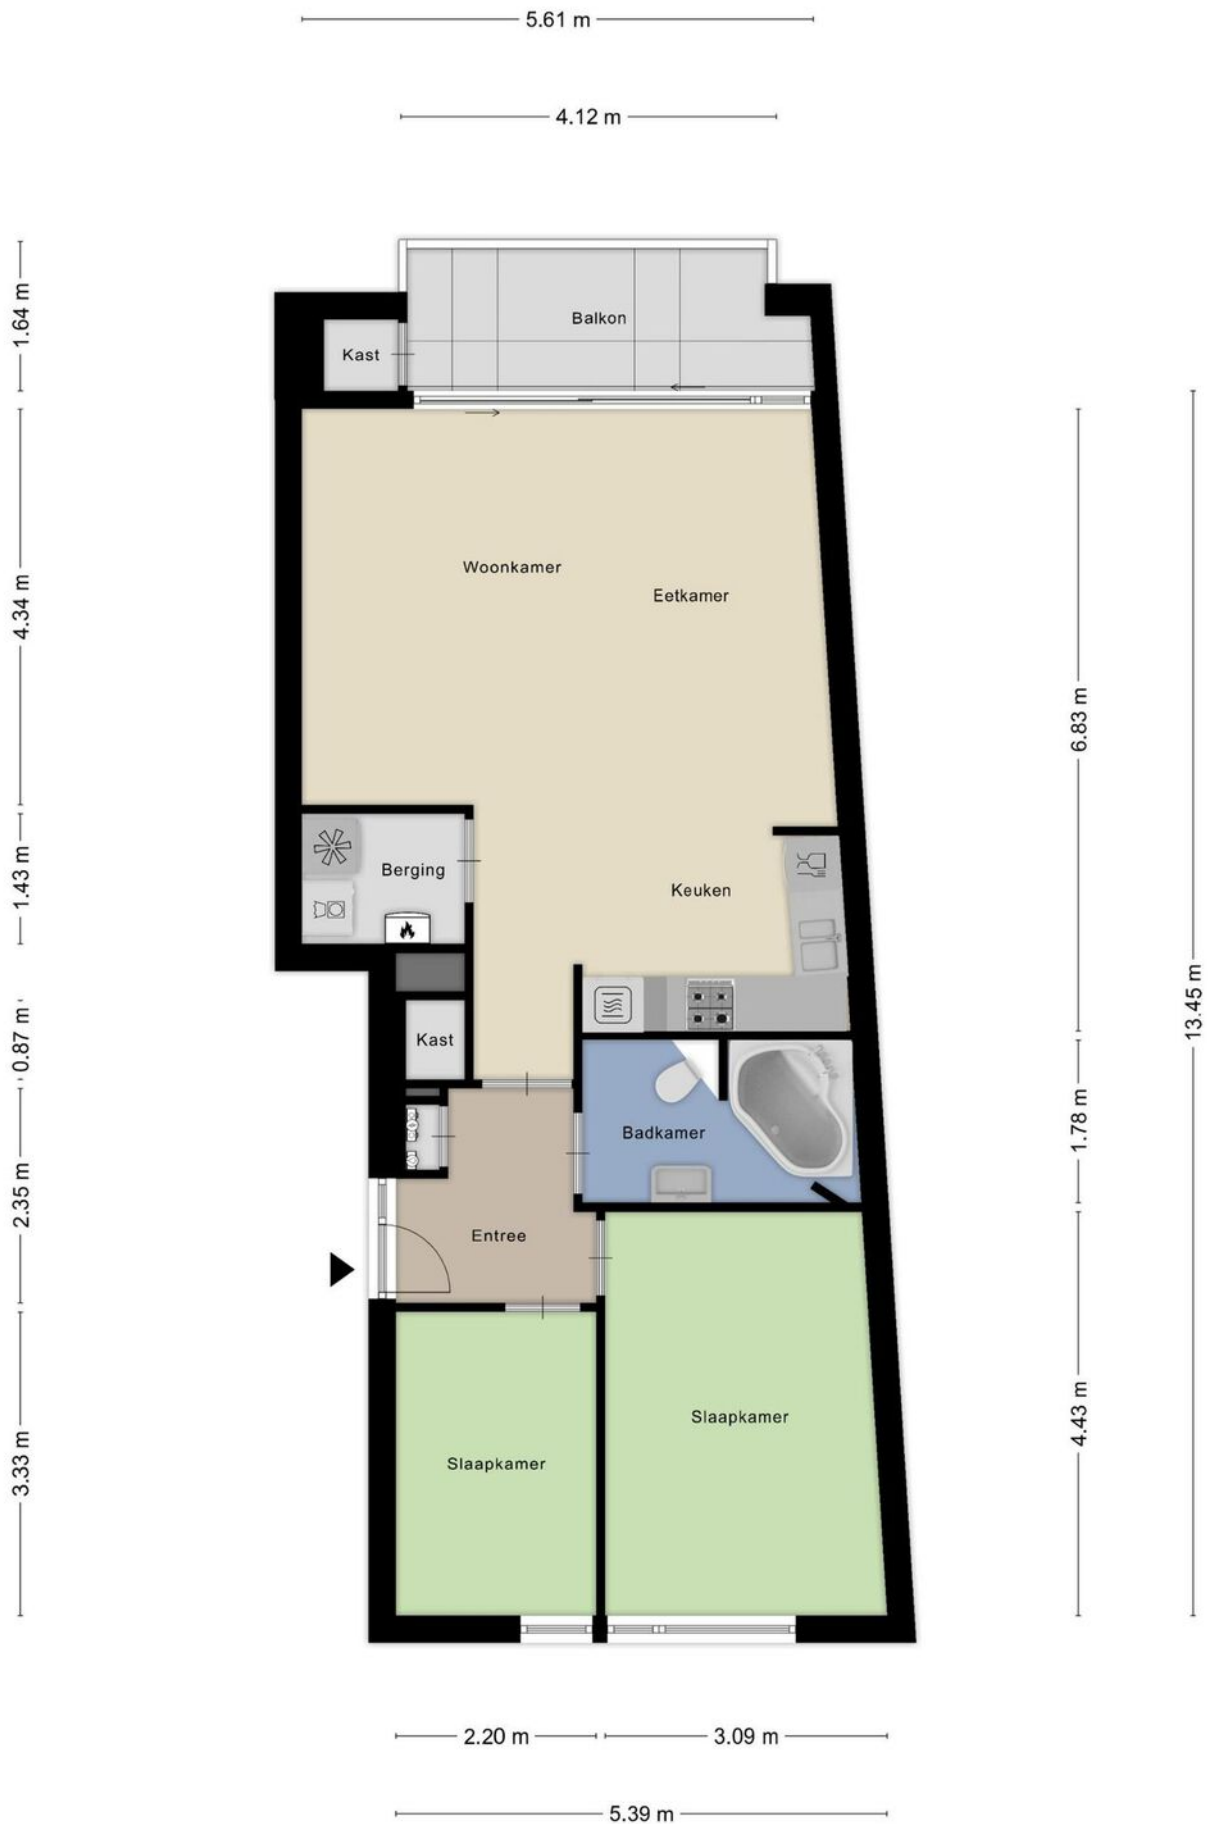 5.61 m
4.12 m
1.64 m
Balkon
Kast
4.34 m
Woonkamer
Eetkamer
6.83 m
1.43 m
Berging
Keuken
13.45 m
0.87 m
Kast
1.78 m
Badkamer
2.35 m
Entree
4.43 m
Slaapkamer
3.33 m
Slaapkamer
2.20 m
3.09 m
5.39 m